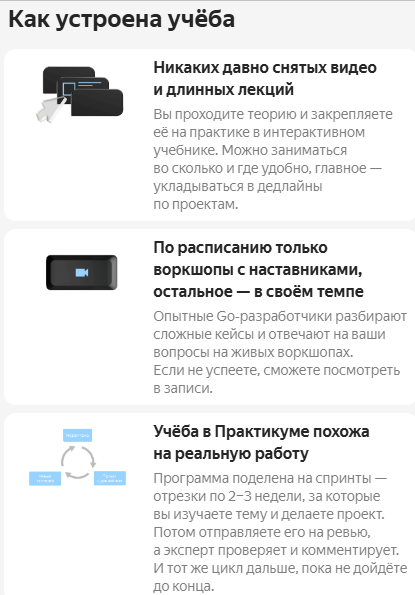 Как устроена учёба
Никаких давно снятых видео
и длинных лекций
Вы проходите теорию и закрепляете
её на практике в интерактивном
учебнике. Можно заниматься
во сколько и где удобно, главное —
укладываться в дедлайны
по проектам.
По расписанию только
воркшопы с наставниками,
остальное — в своём темпе
Опытные Go-разработчики разбирают
сложные кейсы и отвечают на ваши
вопросы на живых воркшопах.
Если не успеете, сможете посмотреть
в записи.
Учёба в Практикуме похожа
на реальную работу
Программа поделена на спринты —
отрезки по 2–3 недели, за которые
вы изучаете тему и делаете проект.
Потом отправляете его на ревью,
а эксперт проверяет и комментирует.
И тот же цикл дальше, пока не дойдёте
до конца.